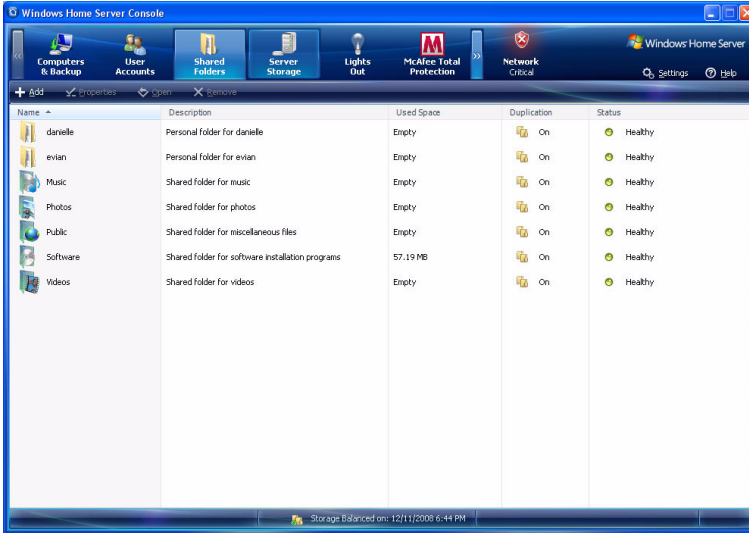 Windows Home Server Console
Computers & Backup
User Accounts
Shared Folders
Server Storage
Lights Out
McAfee Total Protection
Network Critical
Windows Home Server
Settings Help
Add Properties Open Remove
Name Description Used Space Duplication Status
danielle Personal folder for danielle Empty On Healthy
evian Personal folder for evian Empty On Healthy
Music Shared folder for music Empty On Healthy
Photos Shared folder for photos Empty On Healthy
Public Shared folder for miscellaneous files Empty On Healthy
Software Shared folder for software installation programs 57.19 MB On Healthy
Videos Shared folder for videos Empty On Healthy
Storage Balanced on: 12/11/2008 6:44 PM